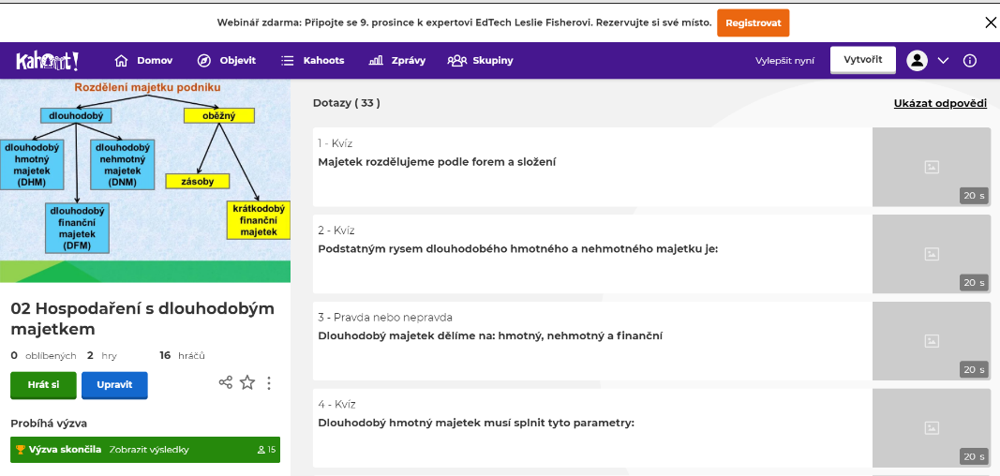 Webinář zdarma: Připojte se 9. prosince k expertovi EdTech Leslie Fisherovi. Rezervujte si své místo. Registrovat
Kahoot! Domov Objevit Kahoots Zprávy Skupiny Vylepšit nyní Vytvořit
Rozdělení majetku podniku
dlouhodobý
oběžný
dlouhodobý
hmotný
majetek
(DHM)
dlouhodobý
nehmotný
majetek
(DNM)
zásoby
dlouhodobý
finanční
majetek
(DFM)
krátkodobý
finanční
majetek
02 Hospodaření s dlouhodobým
majetkem
0 oblíbených 2 hry 16 hráčů
Hrát si Upravit
Probíhá výzva
Výzva skončila Zobrazit výsledky 15
Dotazy ( 33 ) Ukázat odpovědi
1 - Kvíz
Majetek rozdělujeme podle forem a složení
20 s
2 - Kvíz
Podstatným rysem dlouhodobého hmotného a nehmotného majetku je:
20 s
3 - Pravda nebo nepravda
Dlouhodobý majetek dělíme na: hmotný, nehmotný a finanční
20 s
4 - Kvíz
Dlouhodobý hmotný majetek musí splnit tyto parametry:
20 s